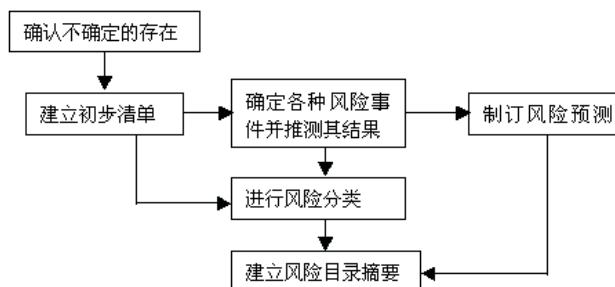 确认不确定的存在
建立初步清单
确定各种风险事
件并推测其结果
制订风险预测
进行风险分类
建立风险目录摘要